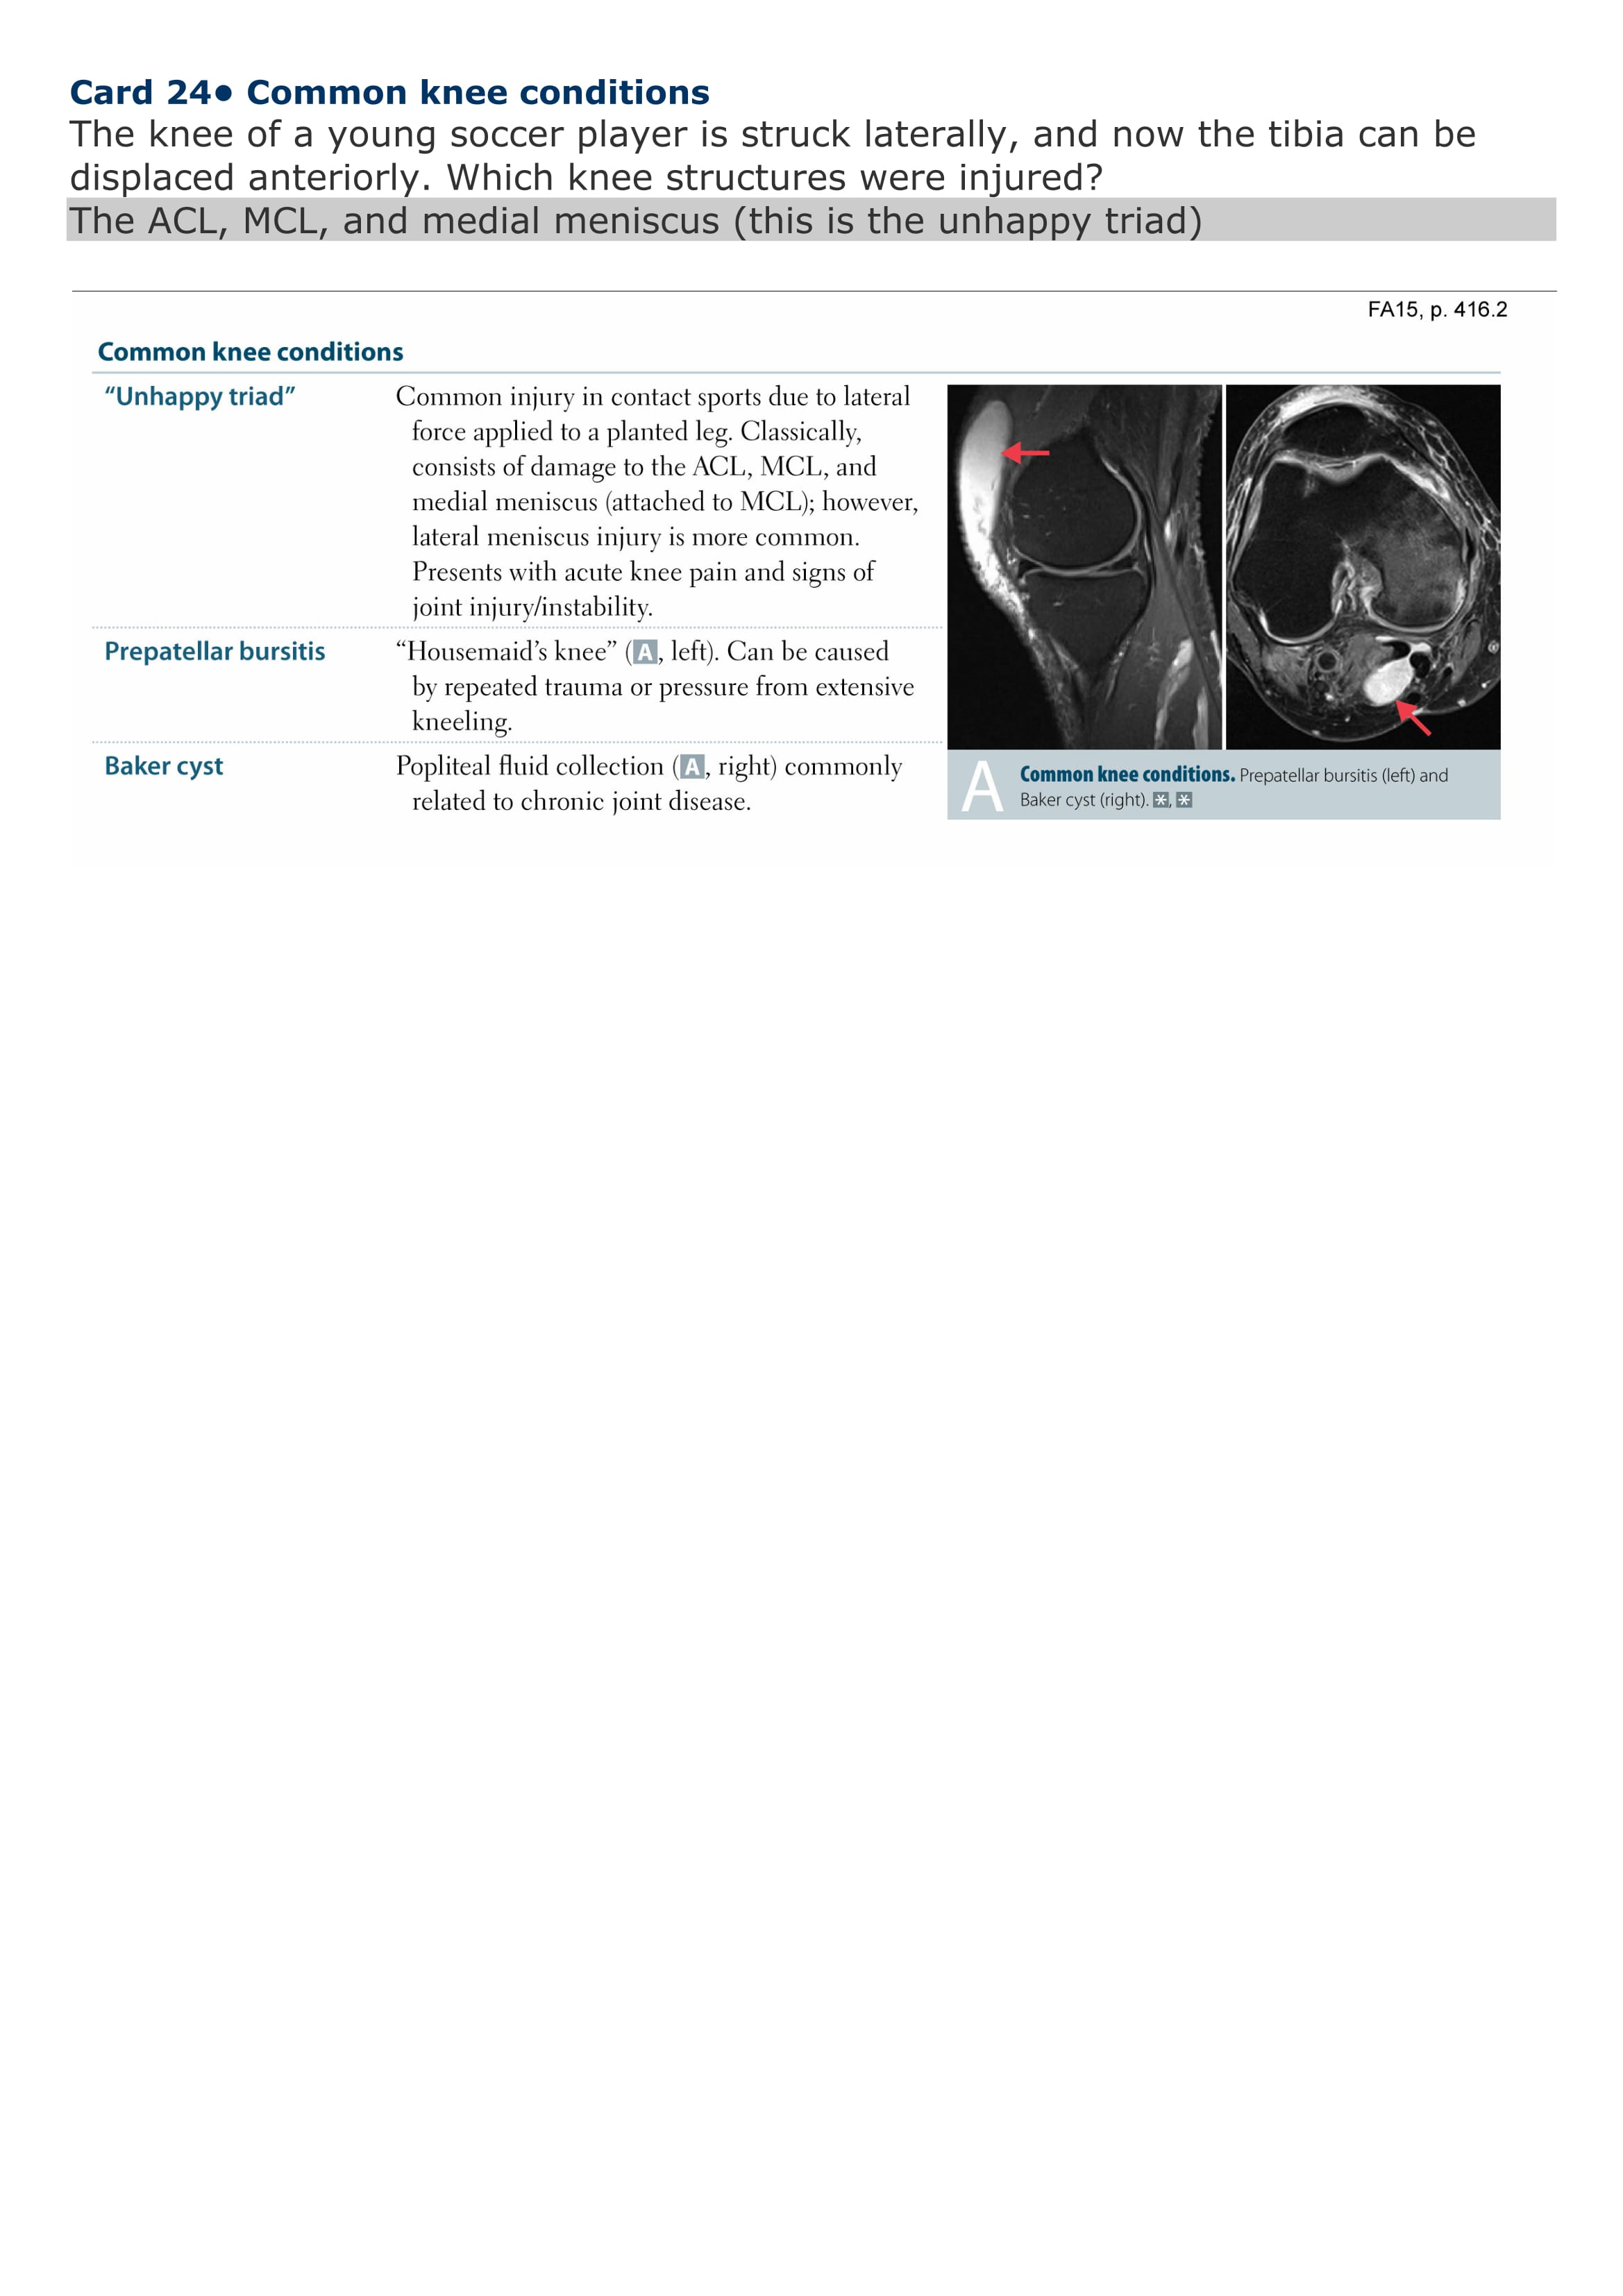 Card 24• Common knee conditions
The knee of a young soccer player is struck laterally, and now the tibia can be
displaced anteriorly. Which knee structures were injured?
The ACL, MCL, and medial meniscus (this is the unhappy triad)
FA15, p. 416.2
Common knee conditions
“Unhappy triad”
Common injury in contact sports due to lateral
force applied to a planted leg. Classically,
consists of damage to the ACL, MCL, and
medial meniscus (attached to MCL); however,
lateral meniscus injury is more common.
Presents with acute knee pain and signs of
joint injury/instability.
Prepatellar bursitis
“Housemaid’s knee” (A, left). Can be caused
by repeated trauma or pressure from extensive
kneeling.
Baker cyst
Popliteal fluid collection (A, right) commonly
related to chronic joint disease.
A
Common knee conditions. Prepatellar bursitis (left) and
Baker cyst (right). *, *